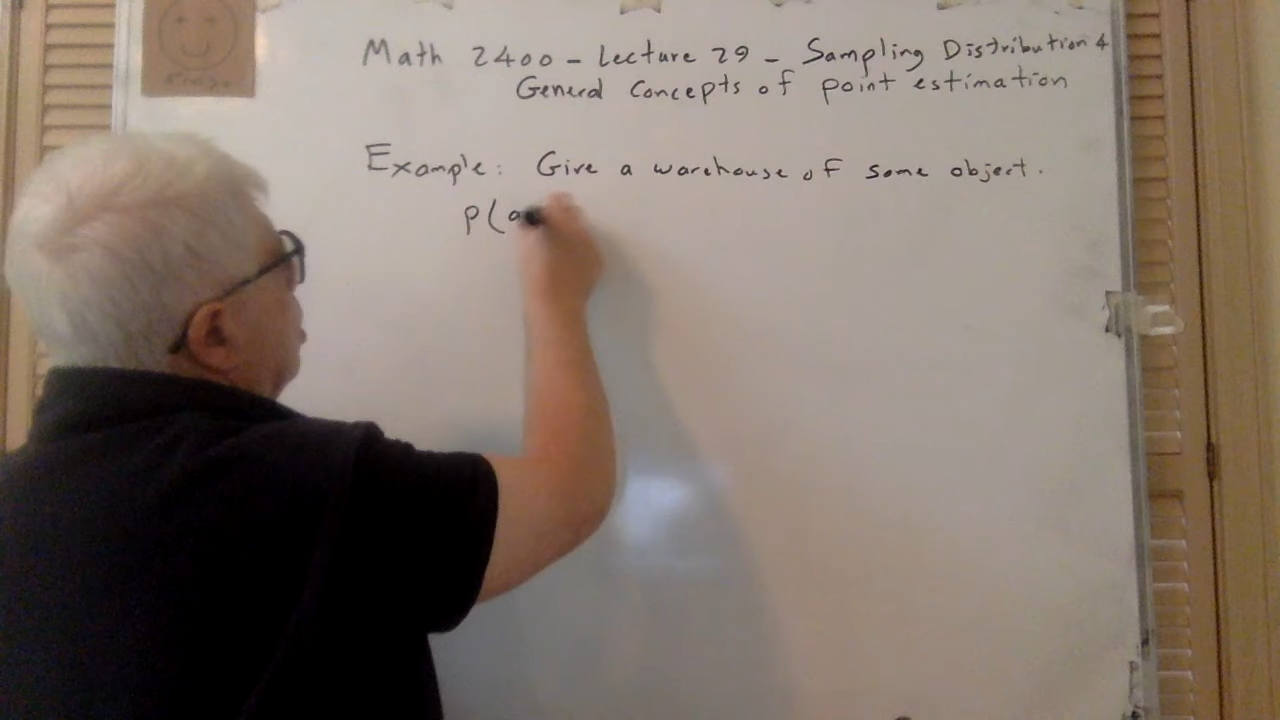 Math 2400 - Lecture 29 - Sampling Distribution 4
General Concepts of point estimation
Example: Give a warehouse of some object.
P(a